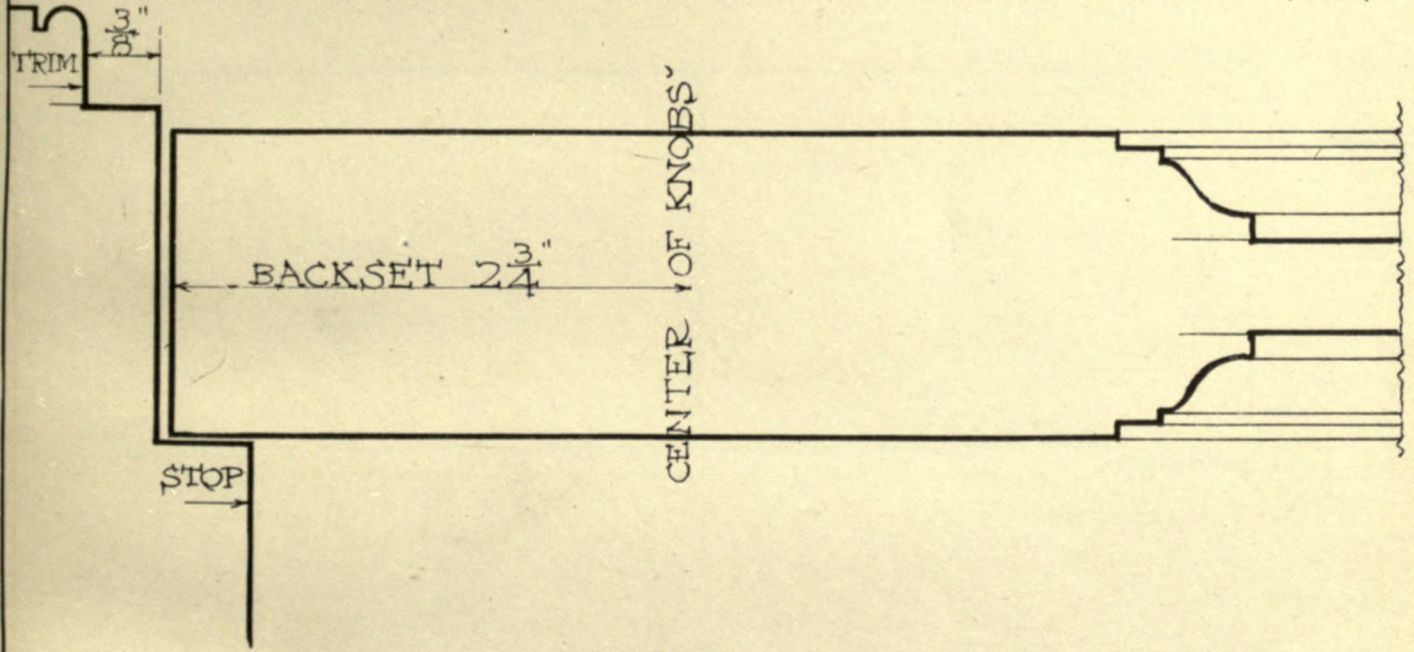 3/8"
TRIM
CENTER OF KNOBS
BACKSET 2 3/4"
STOP